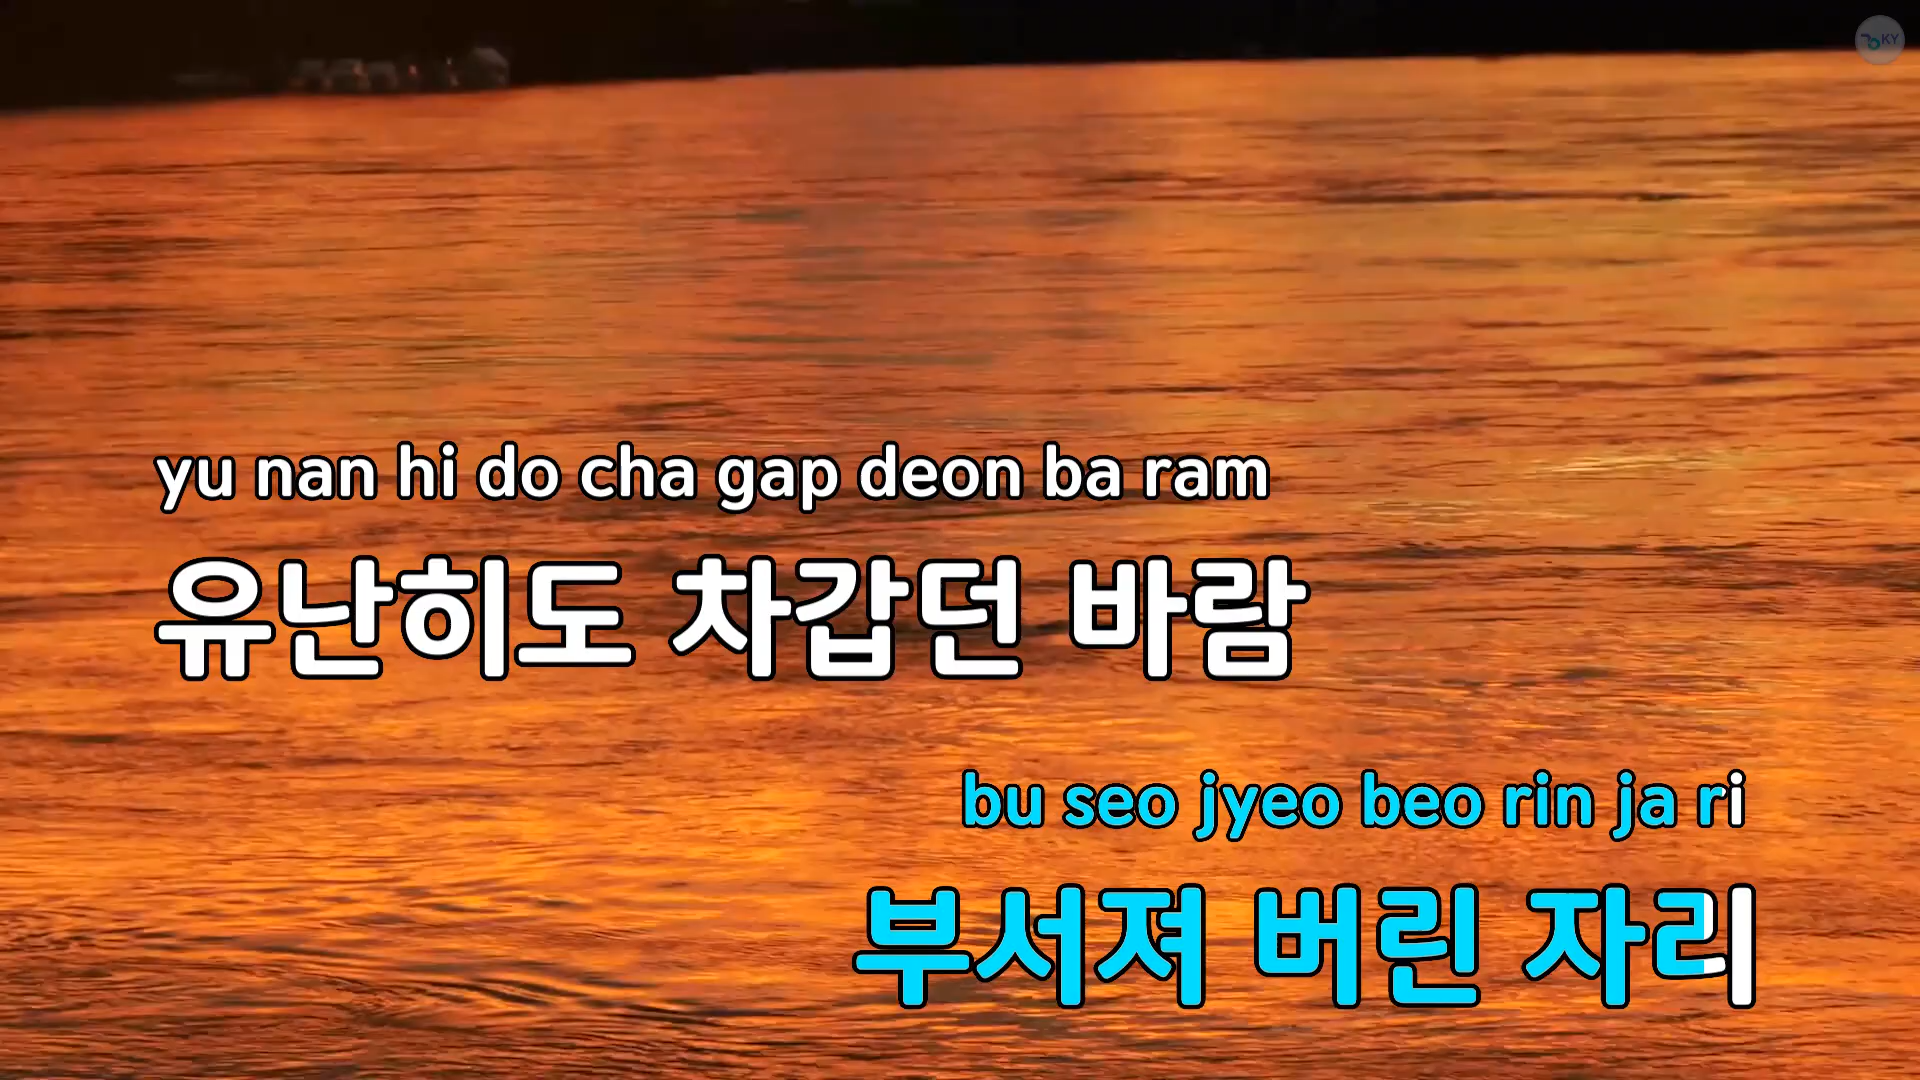 KY
yu nan hi do cha gap deon ba ram
유난히도 차갑던 바람
bu seo jyeo beo rin ja ri
부서져 버린 자리